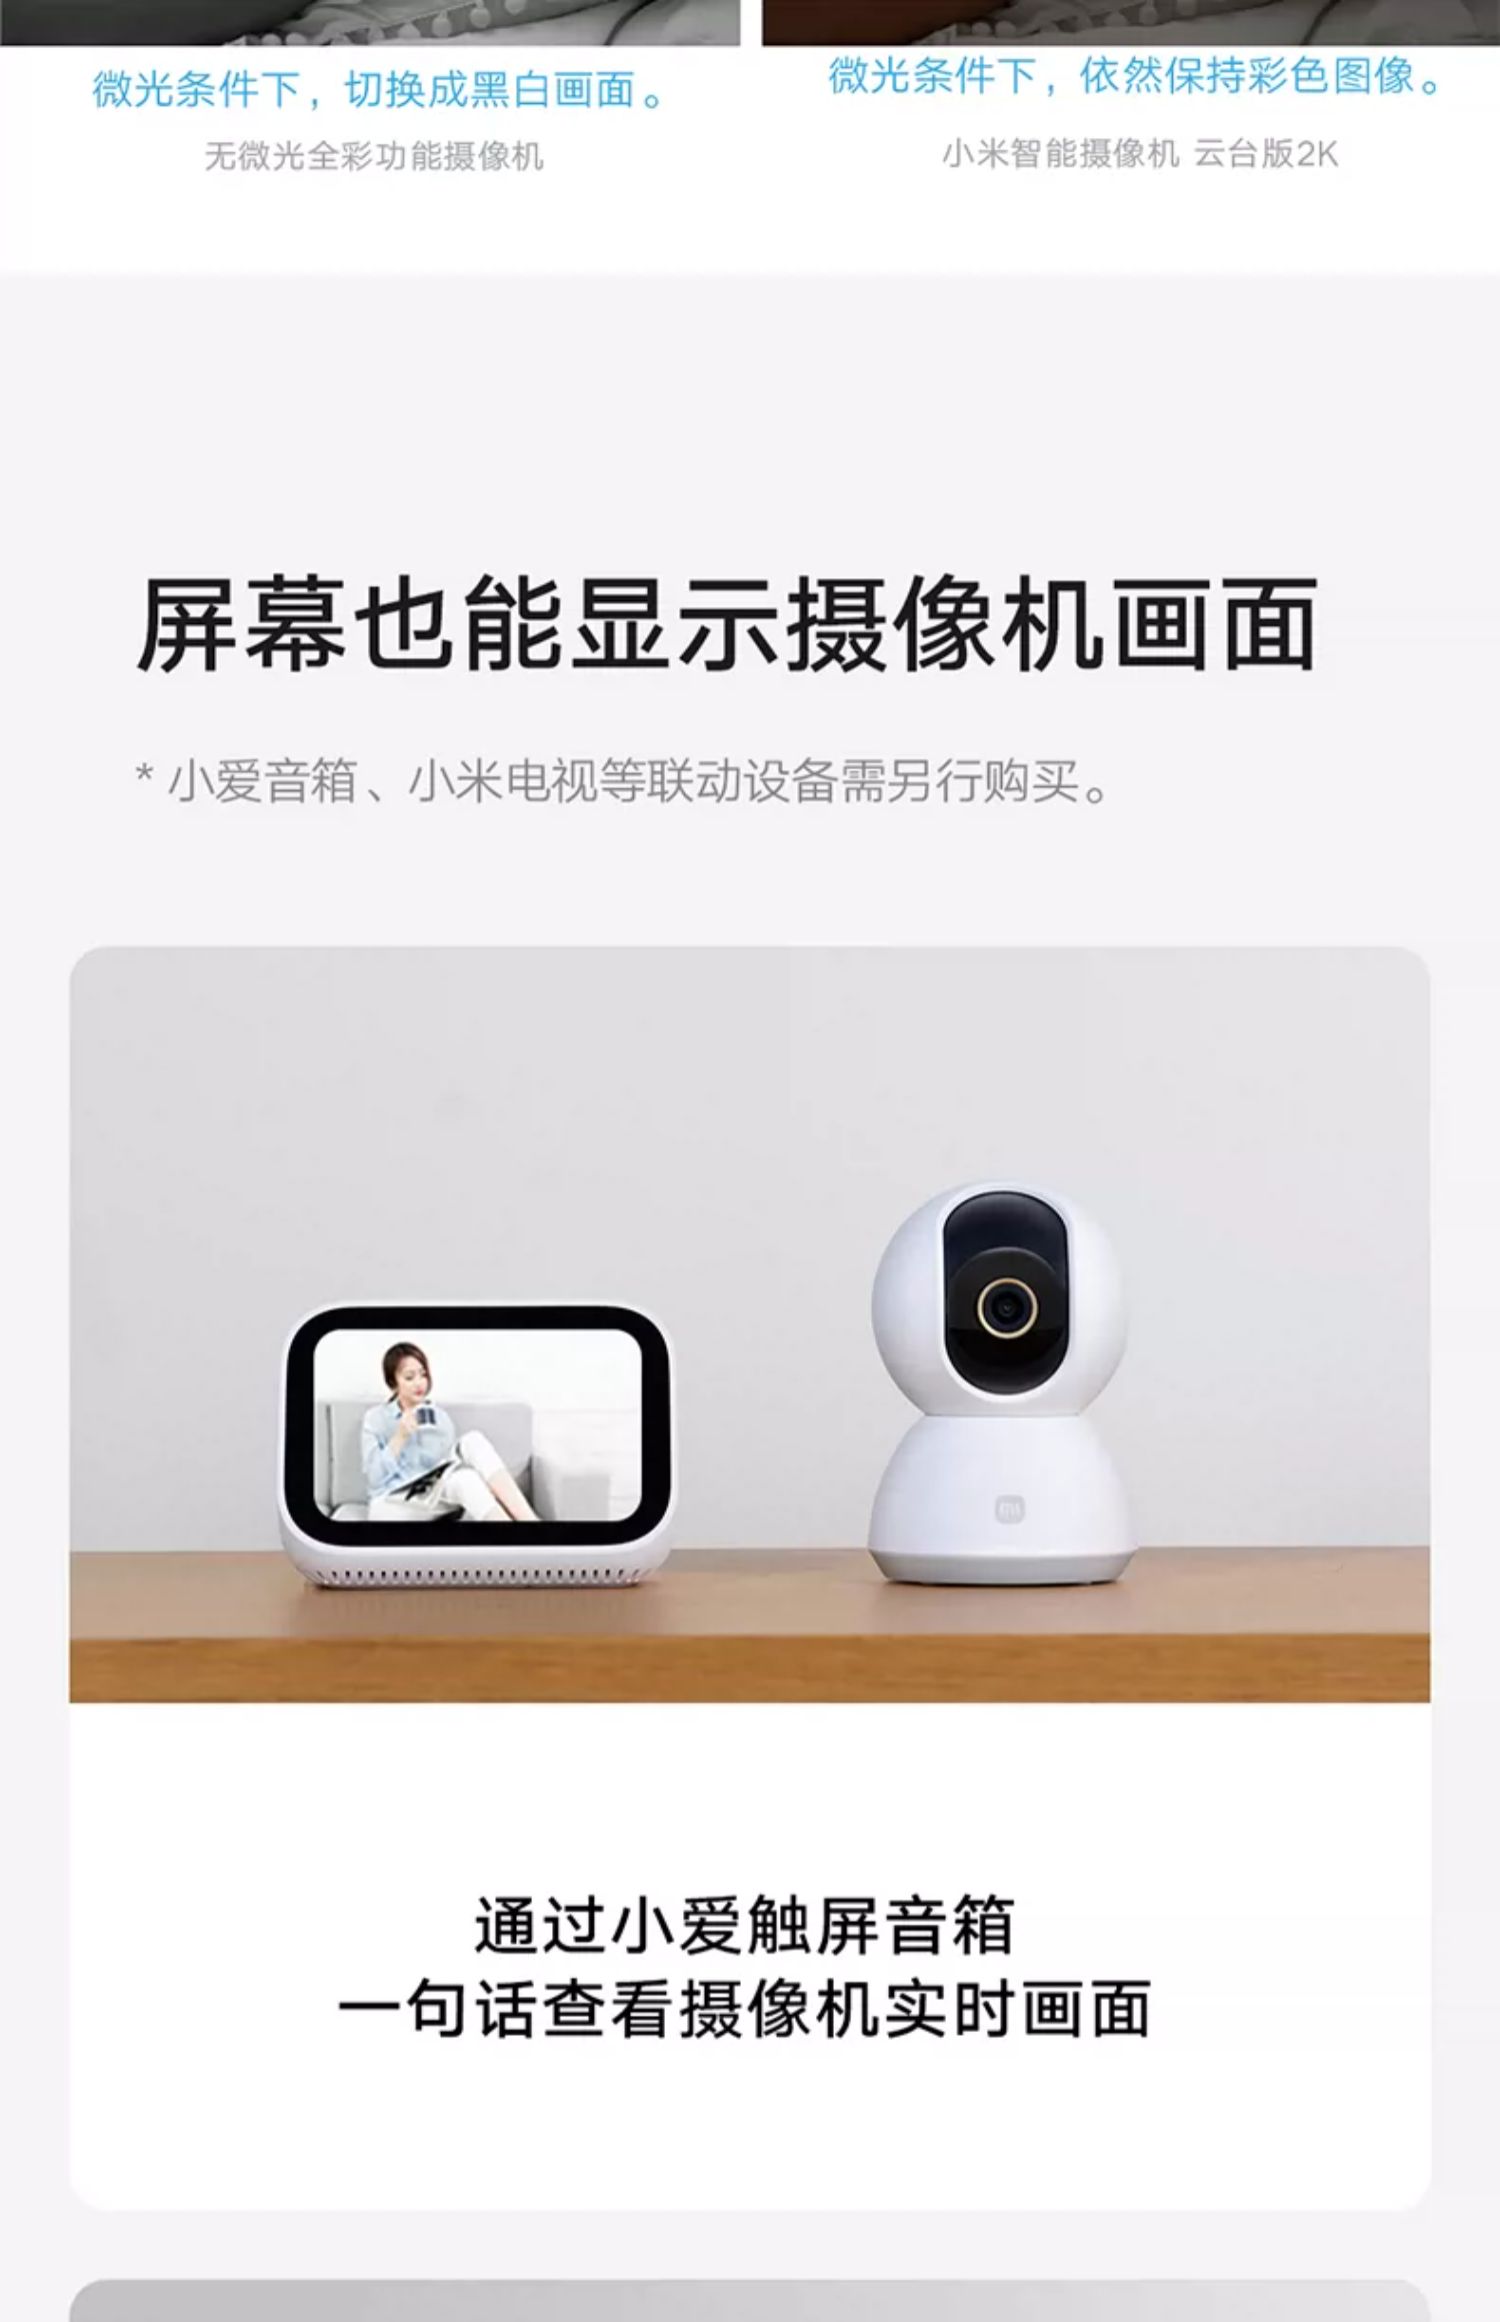 微光条件下，切换成黑白画面。
无微光全彩功能摄像机
微光条件下，依然保持彩色图像。
小米智能摄像机 云台版2K
屏幕也能显示摄像机画面
* 小爱音箱、小米电视等联动设备需另行购买。
通过小爱触屏音箱
一句话查看摄像机实时画面